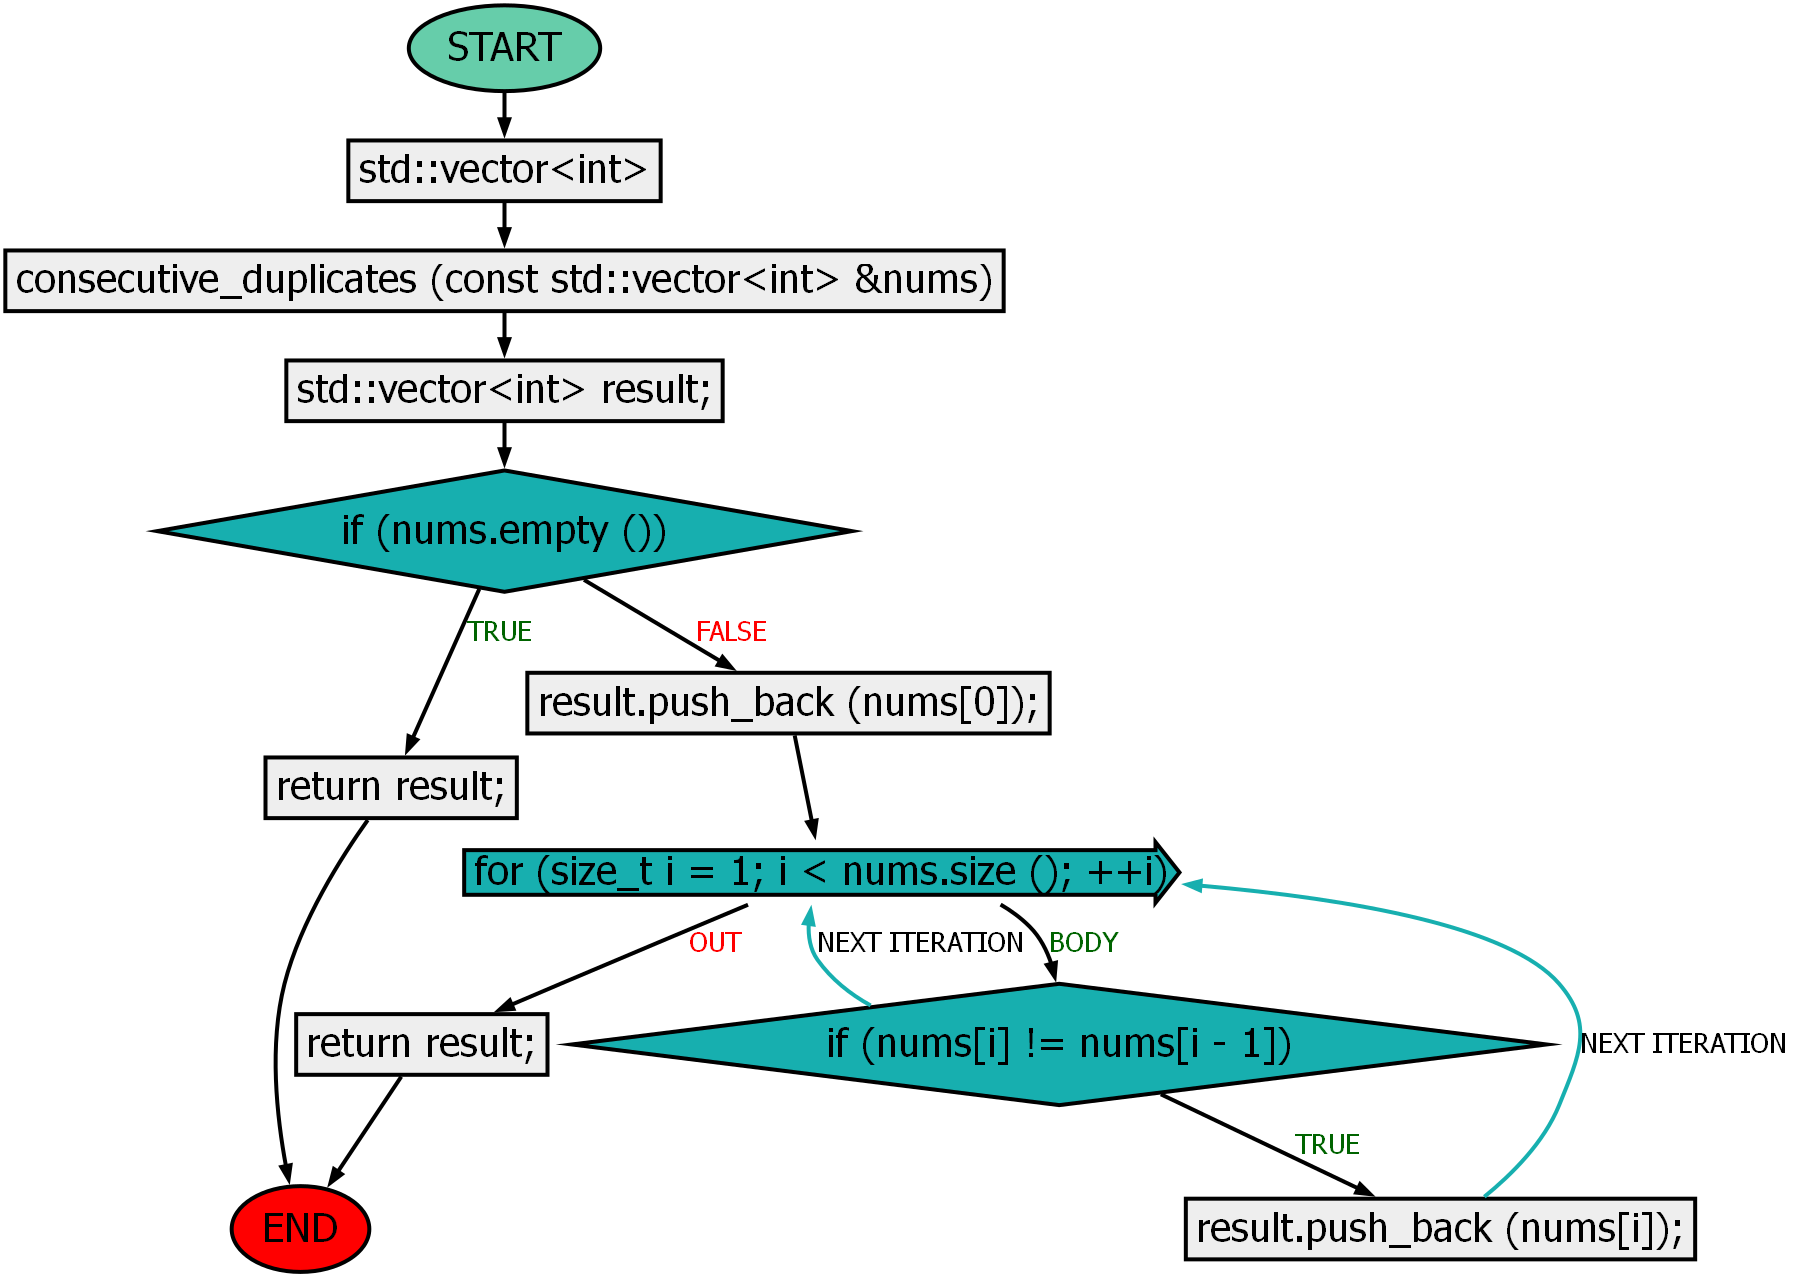 START
std::vector<int>
consecutive_duplicates (const std::vector<int> &nums)
std::vector<int> result;
if (nums.empty ())
TRUE
FALSE
result.push_back (nums[0]);
return result;
for (size_t i = 1; i < nums.size (); ++i)
OUT
NEXT ITERATION
BODY
return result;
if (nums[i] != nums[i - 1])
NEXT ITERATION
TRUE
END
result.push_back (nums[i]);